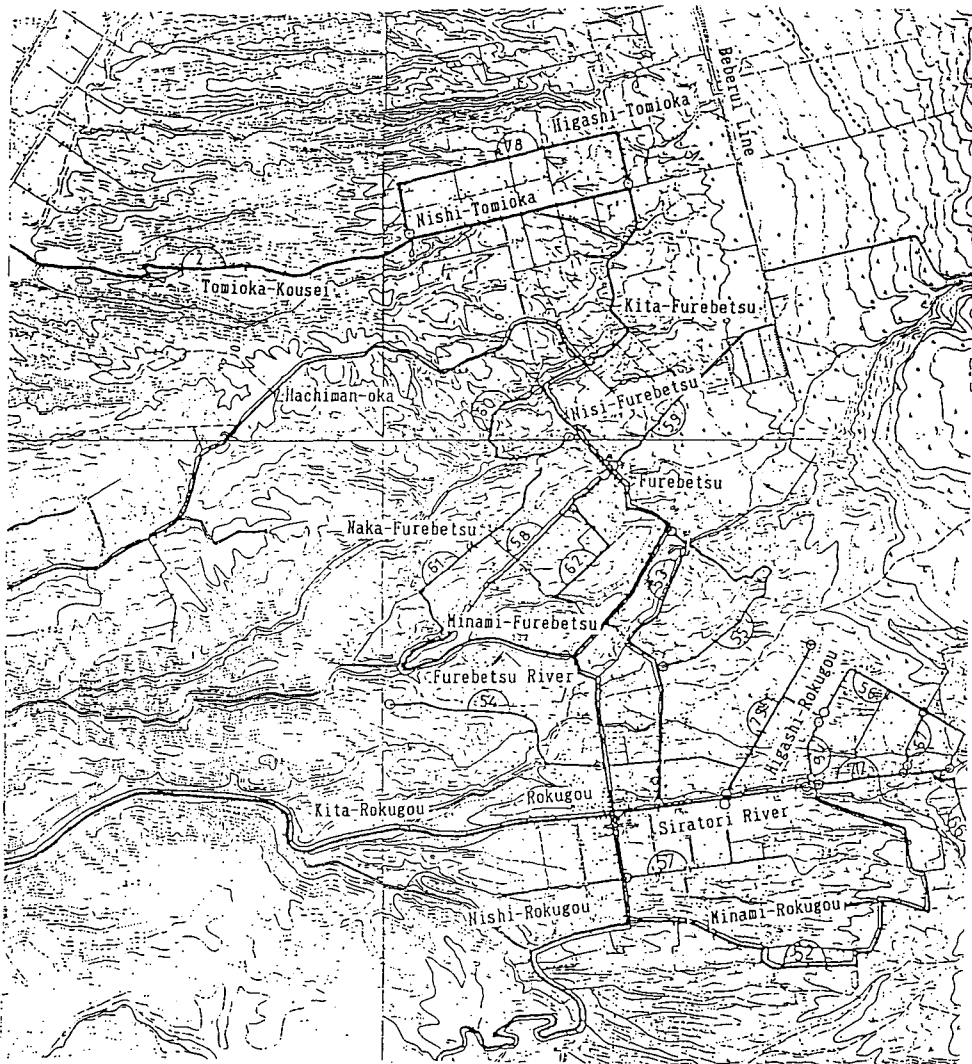 Beberui Line
Higashi-Tomioka
78
Nishi-Tomioka
2
Tomioka-Kousei
Kita-Furebetsu
Hachiman-oka
Nisi-Furebetsu
59
Furebetsu
Naka-Furebetsu
61
58
62
Minami-Furebetsu
53
Furebetsu River
54
Higashi-Rokugou
Kita-Rokugou
Rokugou
Siratori River
57
Nishi-Rokugou
Minami-Rokugou
52